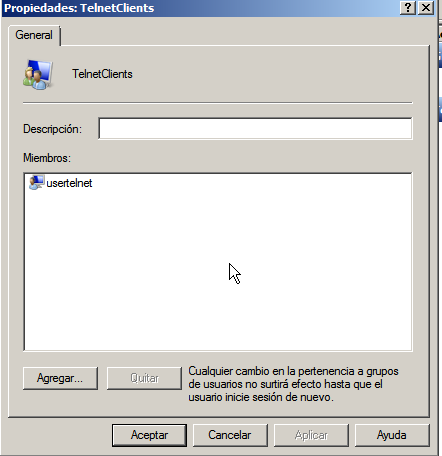 Propiedades: TelnetClients
General
TelnetClients
Descripción:
Miembros:
usertelnet
Agregar...
Quitar
Cualquier cambio en la pertenencia a grupos
de usuarios no surtirá efecto hasta que el
usuario inicie sesión de nuevo.
Aceptar
Cancelar
Aplicar
Ayuda